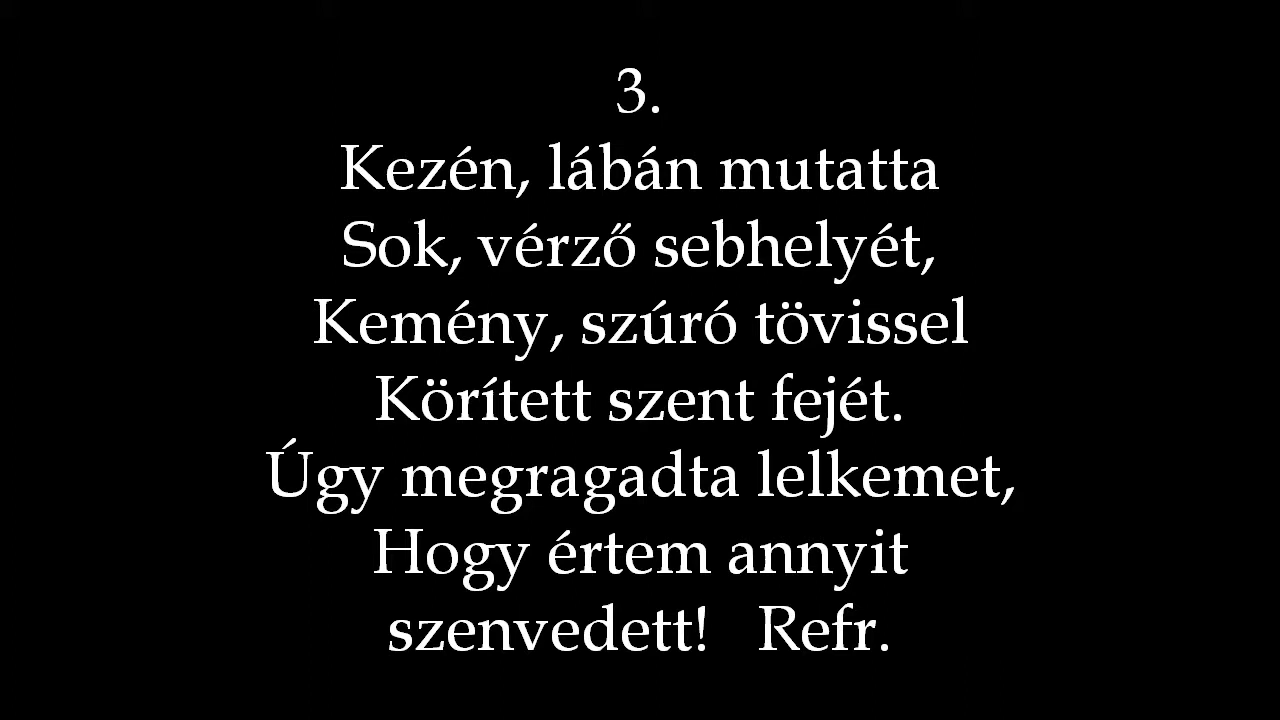 3.
Kezén, lábán mutatta
Sok, vérző sebhelyét,
Kemény, szúró tövissel
Körített szent fejét.
Úgy megragadta lelkemet,
Hogy értem annyit
szenvedett! Refr.